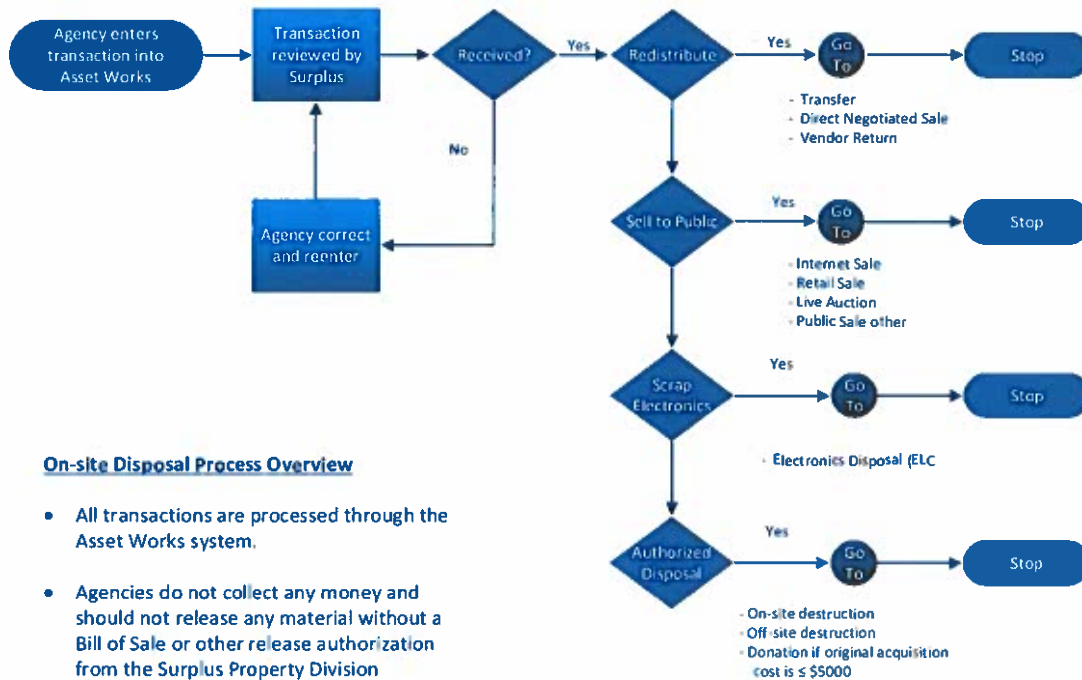 Agency enters
transaction into
Asset Works
Transaction
reviewed by
Surplus
Received?
Yes
Redistribute
Yes
Go
To
Stop
- Transfer
- Direct Negotiated Sale
- Vendor Return
No
Agency correct
and reenter
Sell to Public
Yes
Go
To
Stop
- Internet Sale
- Retail Sale
- Live Auction
- Public Sale other
Scrap
Electronics
Yes
Go
To
Stop
- Electronics Disposal (ELC
Authorized
Disposal
Yes
Go
To
Stop
- On-site destruction
- Off-site destruction
- Donation if original acquisition
cost is ≤ $5000
On-site Disposal Process Overview
• All transactions are processed through the
Asset Works system.
• Agencies do not collect any money and
should not release any material without a
Bill of Sale or other release authorization
from the Surplus Property Division